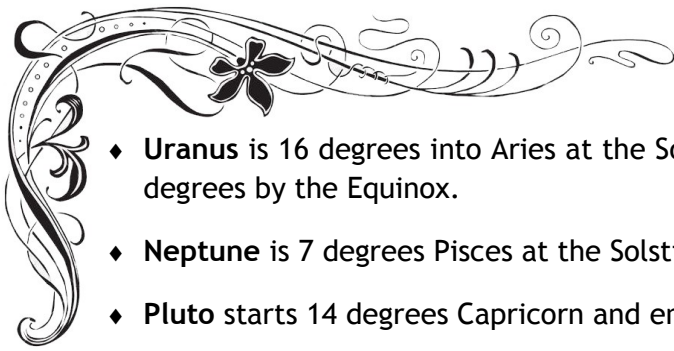 ♦ Uranus is 16 degrees into Aries at the So
degrees by the Equinox.
♦ Neptune is 7 degrees Pisces at the Solsti
♦ Pluto starts 14 degrees Capricorn and en